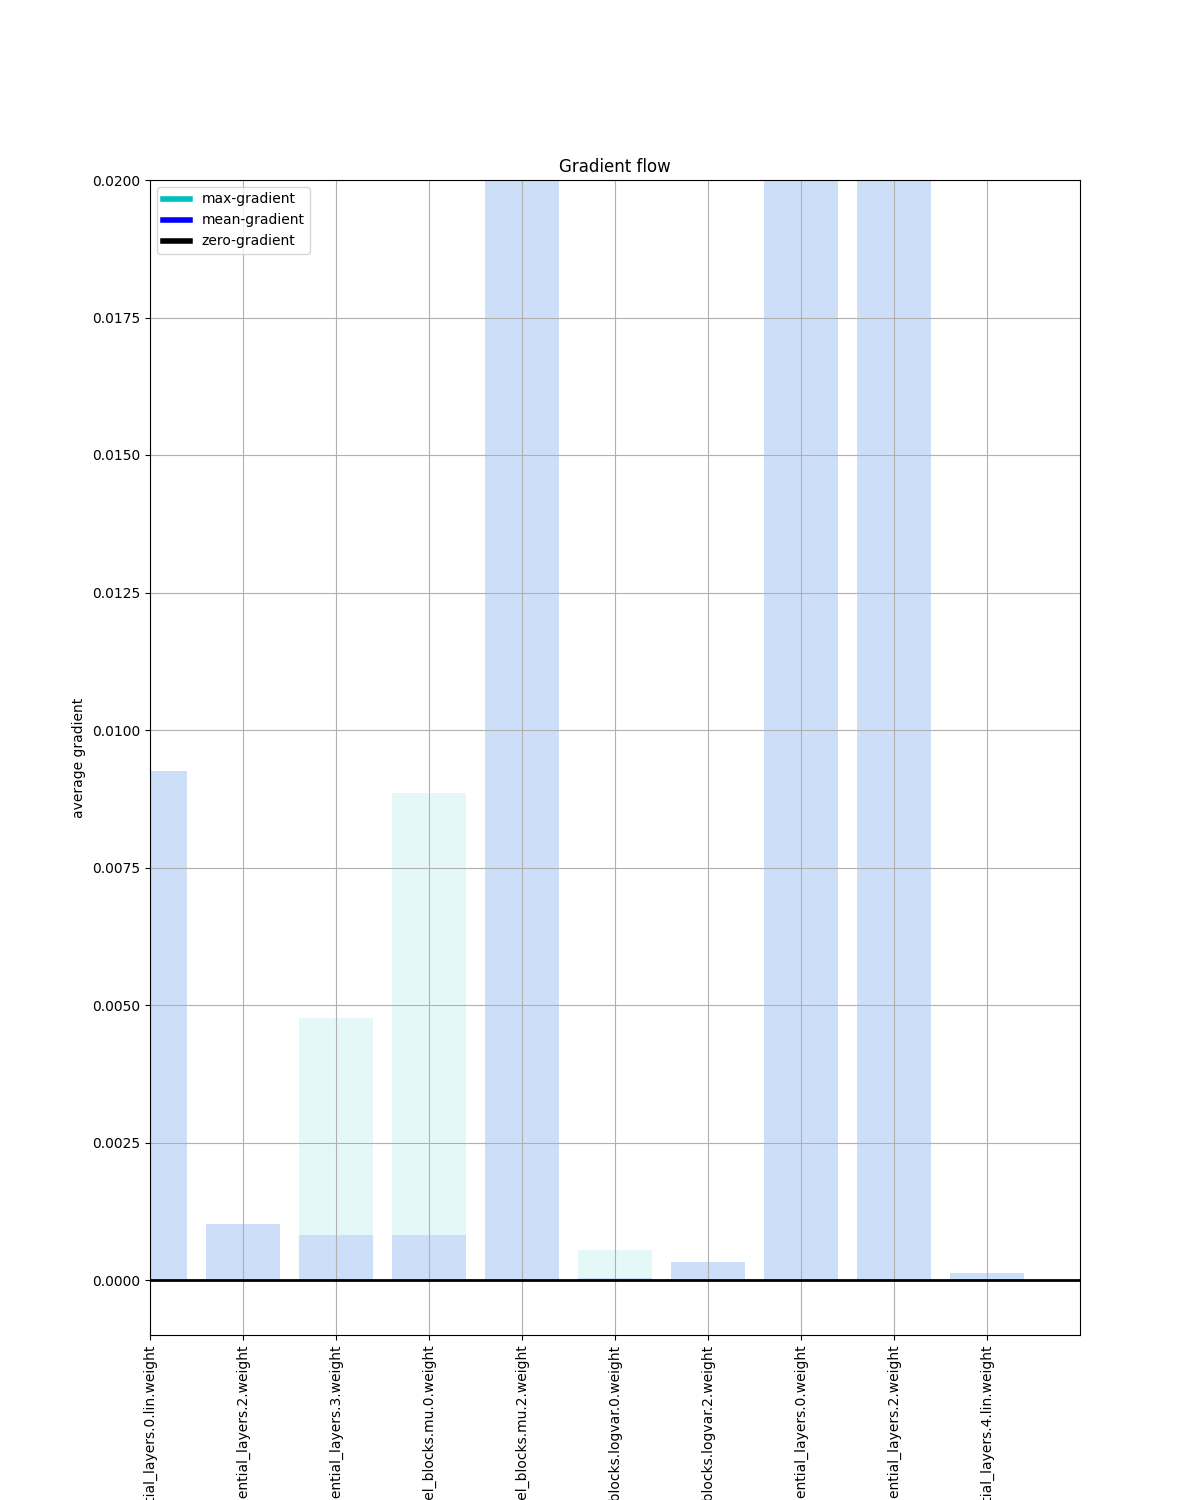 Gradient flow
max-gradient
mean-gradient
zero-gradient
0.0200
0.0175
0.0150
0.0125
0.0100
0.0075
0.0050
0.0025
0.0000
average gradient
tial_layers.0.lin.weight
ential_layers.2.weight
ential_layers.3.weight
el_blocks.mu.0.weight
el_blocks.mu.2.weight
blocks.logvar.0.weight
blocks.logvar.2.weight
ential_layers.0.weight
ential_layers.2.weight
tial_layers.4.lin.weight